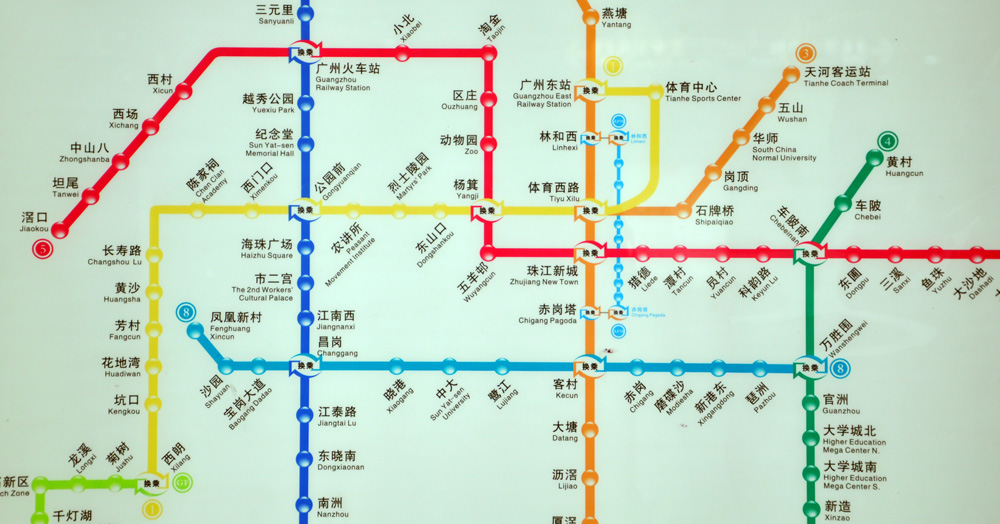 三元里
Sanyuanli
小北
Xiaobei
淘金
Taojin
燕塘
Yantang
换乘
广州火车站
Guangzhou
Railway Station
1
3
天河客运站
Tianhe Coach Terminal
西村
Xicun
越秀公园
Yuexiu Park
区庄
Ouzhuang
广州东站
Guangzhou East
Railway Station
换乘
体育中心
Tianhe Sports Center
五山
Wushan
西场
Xichang
纪念堂
Sun Yat-sen
Memorial Hall
动物园
Zoo
林和西
Linhexi
换乘
换乘
林和西
Linhexi
华师
South China
Normal University
4
黄村
Huangcun
中山八
Zhongshanba
陈家祠
Chen Clan
Academy
西门口
Ximenkou
公园前
Gongyuanqian
烈士陵园
Martyrs' Park
杨箕
Yangji
体育西路
Tiyu Xilu
岗顶
Gangding
坦尾
Tanwei
换乘
换乘
换乘
石牌桥
Shipaiqiao
车陂
Chebei
滘口
Jiaokou
5
农讲所
Peasant
Movement Institute
东山口
Dongshankou
车陂南
Chebeinan
长寿路
Changshou Lu
海珠广场
Haizhu Square
五羊邨
Wuyangcun
珠江新城
Zhujiang New Town
换乘
猎德
Liede
潭村
Tancun
员村
Yuancun
科韵路
Keyun Lu
换乘
东圃
Dongpu
三溪
Sanxi
鱼珠
Yuzhu
大沙地
Dashadi
黄沙
Huangsha
市二宫
The 2nd Workers'
Cultural Palace
8
凤凰新村
Fenghuang
Xincun
江南西
Jiangnanxi
赤岗塔
Chigang Pagoda
换乘
换乘
赤岗塔
Chigang Pagoda
芳村
Fangcun
昌岗
Changgang
万胜围
Wanshengwei
花地湾
Huadiwan
沙园
Shayuan
宝岗大道
Baogang Dadao
换乘
晓港
Xiaogang
中大
Sun Yat-sen
University
鹭江
Lujiang
换乘
客村
Kecun
赤岗
Chigang
磨碟沙
Modiesha
新港东
Xingangdong
琶洲
Pazhou
换乘
8
坑口
Kengkou
江泰路
Jiangtai Lu
大塘
Datang
官洲
Guanzhou
龙溪
Longxi
菊树
Jushu
西朗
Xilang
东晓南
Dongxiaonan
大学城北
Higher Education
Mega Center N.
新区
ch Zone
换乘
GF
1
沥滘
Lijiao
大学城南
Higher Education
Mega Center S.
千灯湖
南洲
Nanzhou
厦滘
新造
Xinzao